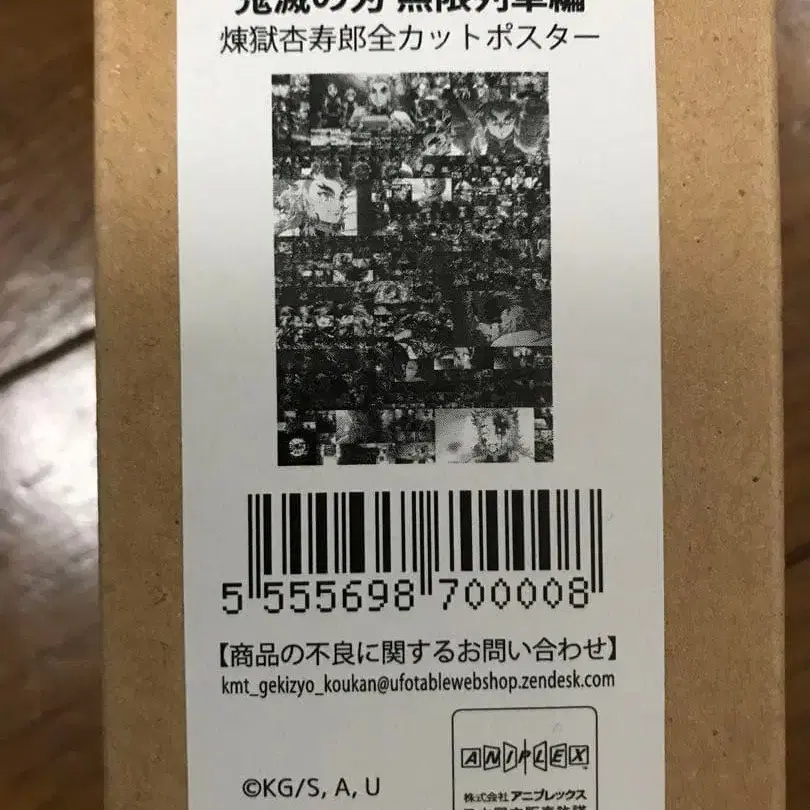 鬼滅の刃 無限列車編
煉獄杏寿郎全カットポスター
5 555698 700008
【商品の不良に関するお問い合わせ】
kmt_gekizyo_koukan@ufotablewebshop.zendesk.com
©KG/S, A, U
ANIPLEX
株式会社 アニプレックス